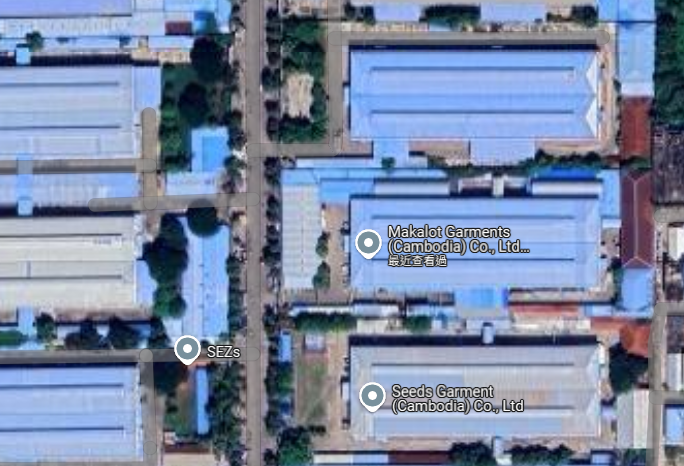 Makalot Garments
(Cambodia) Co., Ltd...
最近查看過
SEZs
Seeds Garment
(Cambodia) Co., Ltd